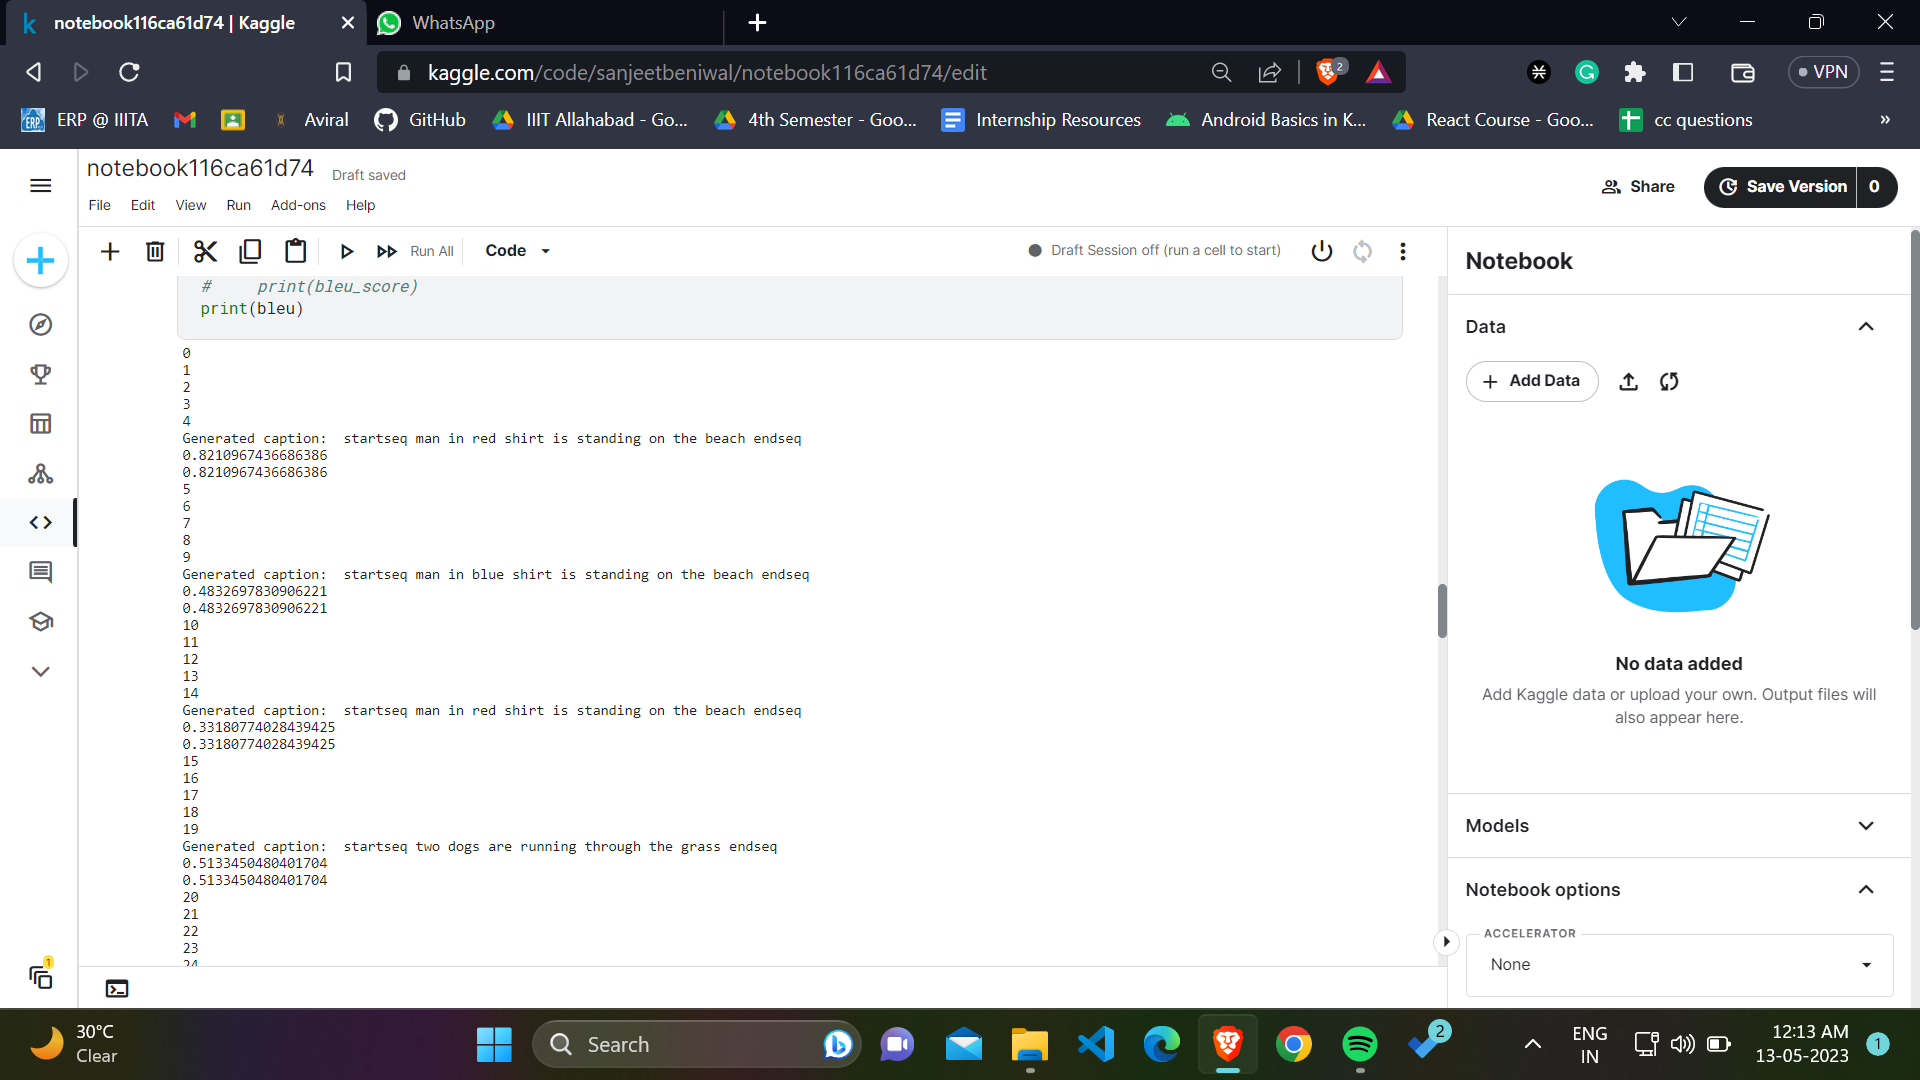 notebook116ca61d74 | Kaggle
WhatsApp
kaggle.com/code/sanjeetbeniwal/notebook116ca61d74/edit
2
VPN
ERP @ IIITA
Aviral
GitHub
IIIT Allahabad - Go...
4th Semester - Goo...
Internship Resources
Android Basics in K...
React Course - Goo...
cc questions
»
notebook116ca61d74
Draft saved
File
Edit
View
Run
Add-ons
Help
Share
Save Version
0
Run All
Code
Draft Session off (run a cell to start)
#     print(bleu_score)
print(bleu)
0
1
2
3
4
Generated caption:  startseq man in red shirt is standing on the beach endseq
0.8210967436686386
0.8210967436686386
5
6
7
8
9
Generated caption:  startseq man in blue shirt is standing on the beach endseq
0.4832697830906221
0.4832697830906221
10
11
12
13
14
Generated caption:  startseq man in red shirt is standing on the beach endseq
0.33180774028439425
0.33180774028439425
15
16
17
18
19
Generated caption:  startseq two dogs are running through the grass endseq
0.5133450480401704
0.5133450480401704
20
21
22
23
24
Notebook
Data
Add Data
No data added
Add Kaggle data or upload your own. Output files will
also appear here.
Models
Notebook options
ACCELERATOR
None
1
30°C
Clear
Search
2
ENG
IN
12:13 AM
13-05-2023
1